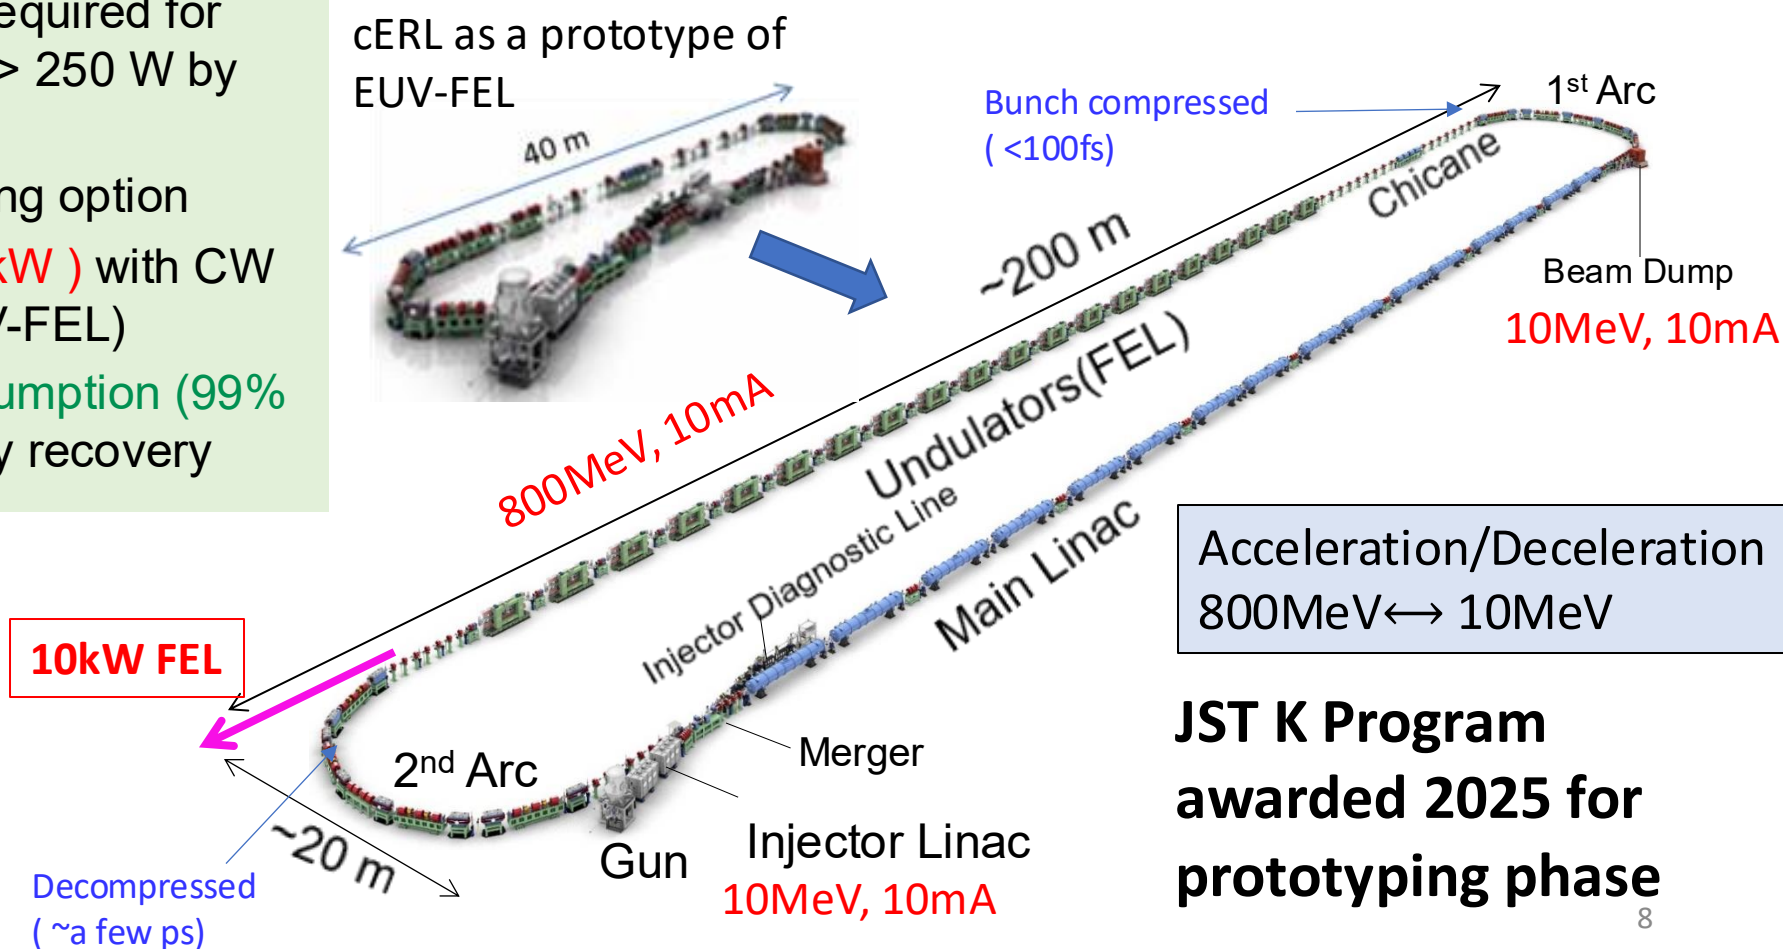 equired for
> 250 W by
ng option
kW ) with CW
V-FEL)
umption (99%
y recovery
cERL as a prototype of
EUV-FEL
40 m
Bunch compressed
( <100fs)
1st Arc
Chicane
~200 m
Beam Dump
10MeV, 10mA
800MeV, 10mA
Undulators(FEL)
Injector Diagnostic Line
Main Linac
Acceleration/Deceleration
800MeV⟷ 10MeV
10kW FEL
2nd Arc
Merger
~20 m
Gun
Injector Linac
10MeV, 10mA
Decompressed
( ~a few ps)
JST K Program
awarded 2025 for
prototyping phase
8